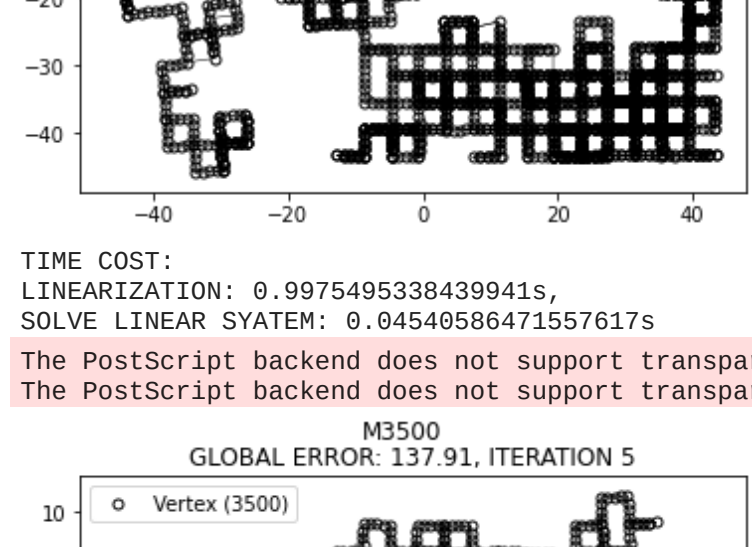 −20
−30
−40
−40 −20 0 20 40
TIME COST:
LINEARIZATION: 0.9975495338439941s,
SOLVE LINEAR SYATEM: 0.04540586471557617s
The PostScript backend does not support
The PostScript backend does not support
M3500
GLOBAL ERROR: 137.91, ITERATION 5
10
Vertex (3500)